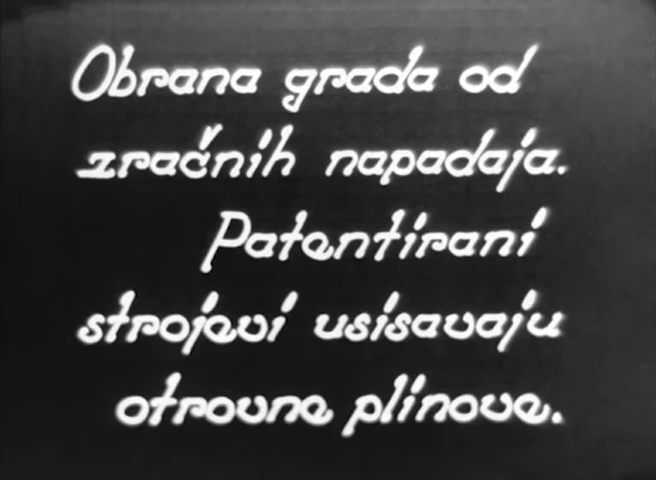 Obrana grada od
zračnih napadaja.
Patentirani
strojevi usisavaju
otrovne plinove.